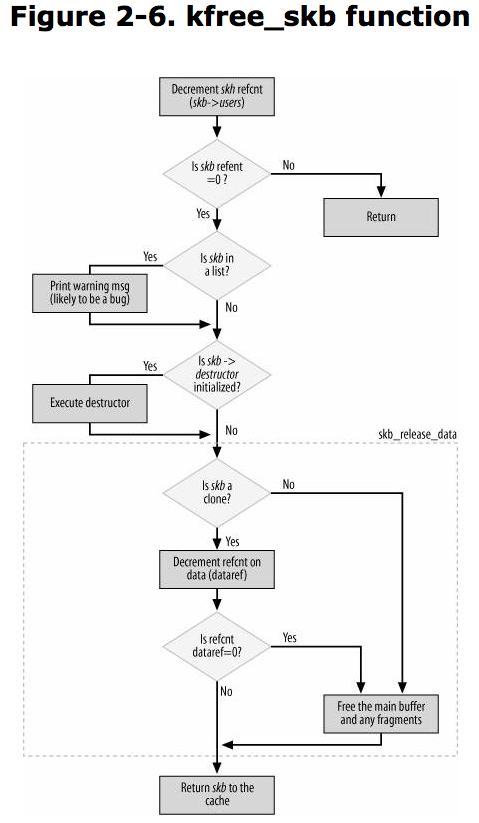 Figure 2-6. kfree_skb function
Decrement skh refcnt
(skb->users)
Is skb refent
=0 ?
No
Return
Yes
Is skb in
a list?
Yes
Print warning msg
(likely to be a bug)
No
Is skb ->
destructor
initialized?
Yes
Execute destructor
No
skb_release_data
Is skb a
clone?
No
Yes
Decrement refcnt on
data (dataref)
Is refcnt
dataref=0?
Yes
No
Free the main buffer
and any fragments
Return skb to the
cache